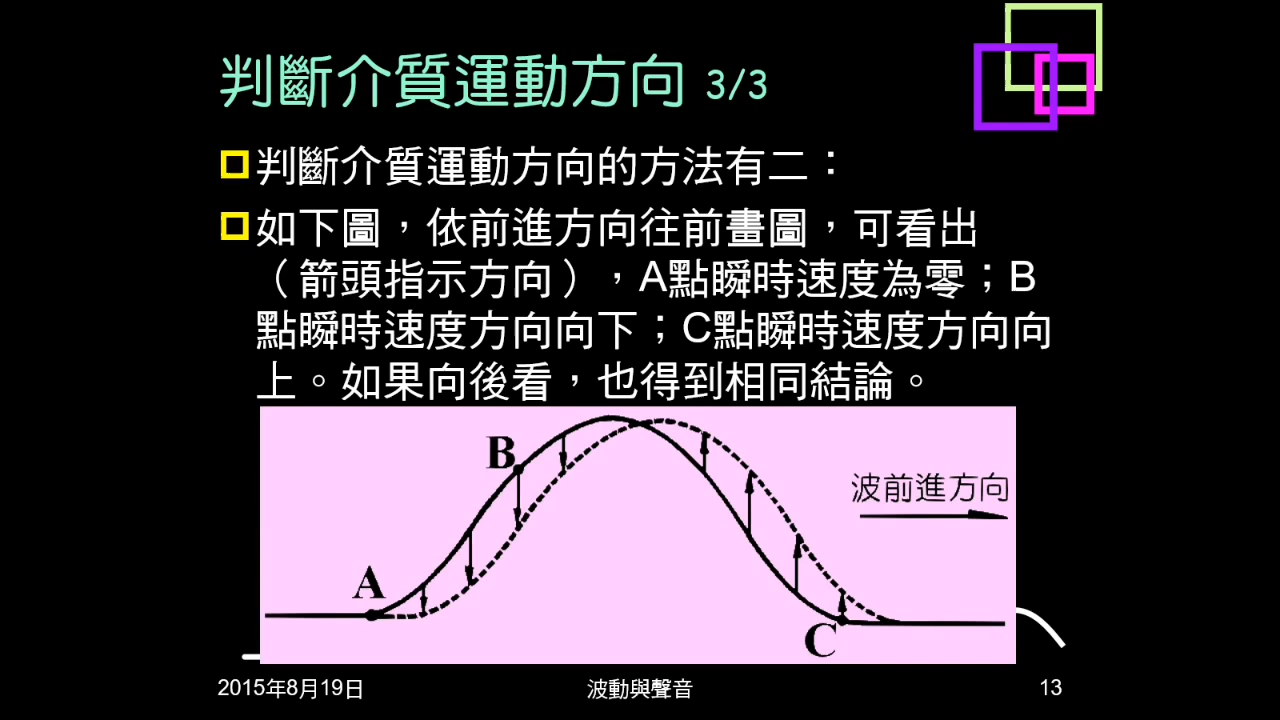 判斷介質運動方向 3/3
判斷介質運動方向的方法有二：
如下圖，依前進方向往前畫圖，可看出
（箭頭指示方向），A點瞬時速度為零；B
點瞬時速度方向向下；C點瞬時速度方向向
上。如果向後看，也得到相同結論。
B
波前進方向
A
C
2015年8月19日
波動與聲音
13